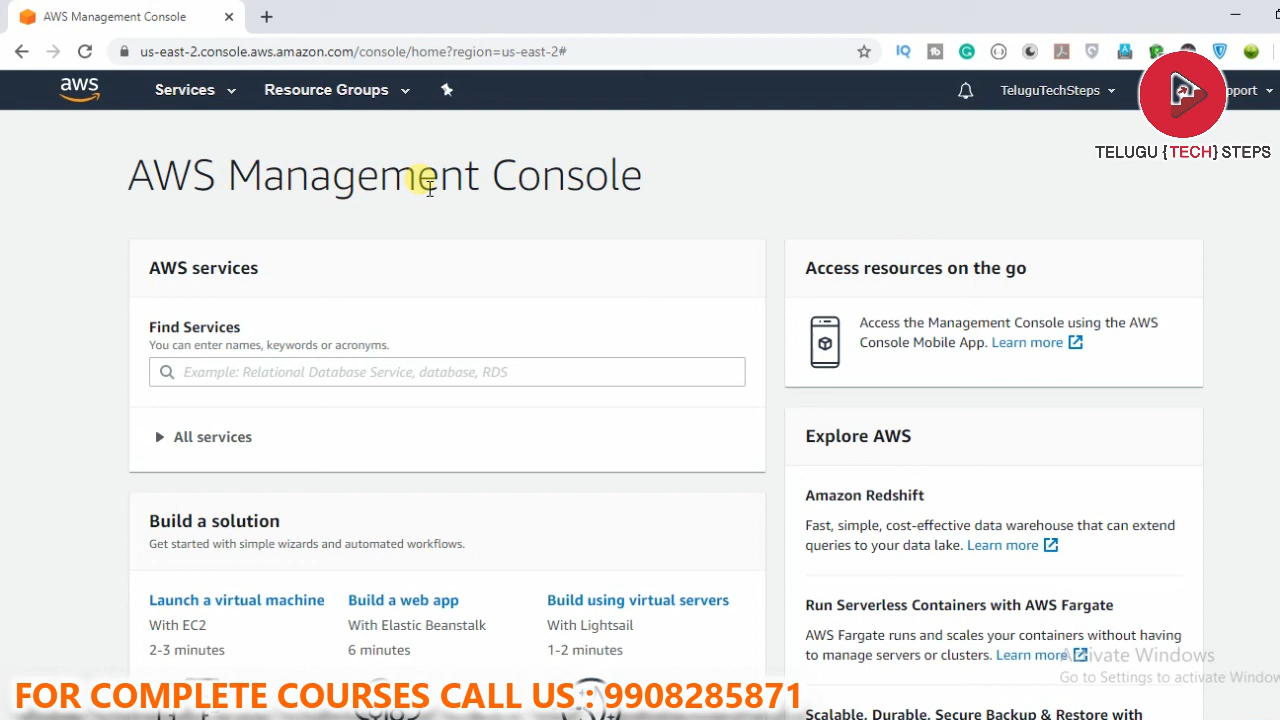 AWS Management Console
us-east-2.console.aws.amazon.com/console/home?region=us-east-2#
aws Services Resource Groups TeluguTechSteps pport
TELUGU {TECH} STEPS
AWS Management Console
AWS services
Find Services
You can enter names, keywords or acronyms.
Example: Relational Database Service, database, RDS
All services
Build a solution
Get started with simple wizards and automated workflows.
Launch a virtual machine
With EC2
2-3 minutes
Build a web app
With Elastic Beanstalk
6 minutes
Build using virtual servers
With Lightsail
1-2 minutes
Access resources on the go
Access the Management Console using the AWS
Console Mobile App. Learn more
Explore AWS
Amazon Redshift
Fast, simple, cost-effective data warehouse that can extend
queries to your data lake. Learn more
Run Serverless Containers with AWS Fargate
AWS Fargate runs and scales your containers without having
to manage servers or clusters. Learn more
Scalable, Durable, Secure Backup & Restore with
Activate Windows
Go to Settings to activate Window
FOR COMPLETE COURSES CALL US : 9908285871